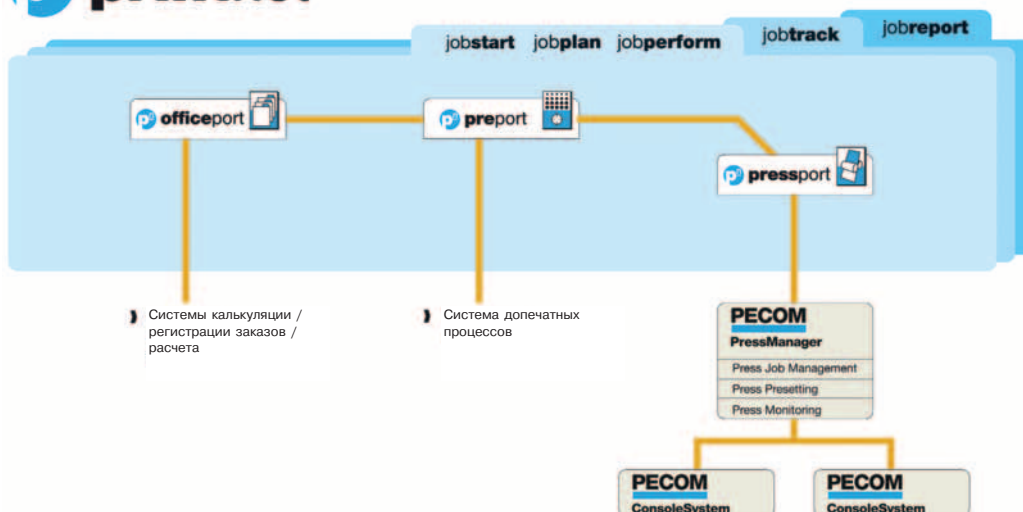 jobstart jobplan jobperform jobtrack jobreport
officeport
preport
pressport
Системы калькуляции /
регистрации заказов /
расчета
Система допечатных
процессов
PECOM
PressManager
Press Job Management
Press Presetting
Press Monitoring
PECOM
ConsoleSystem
PECOM
ConsoleSystem